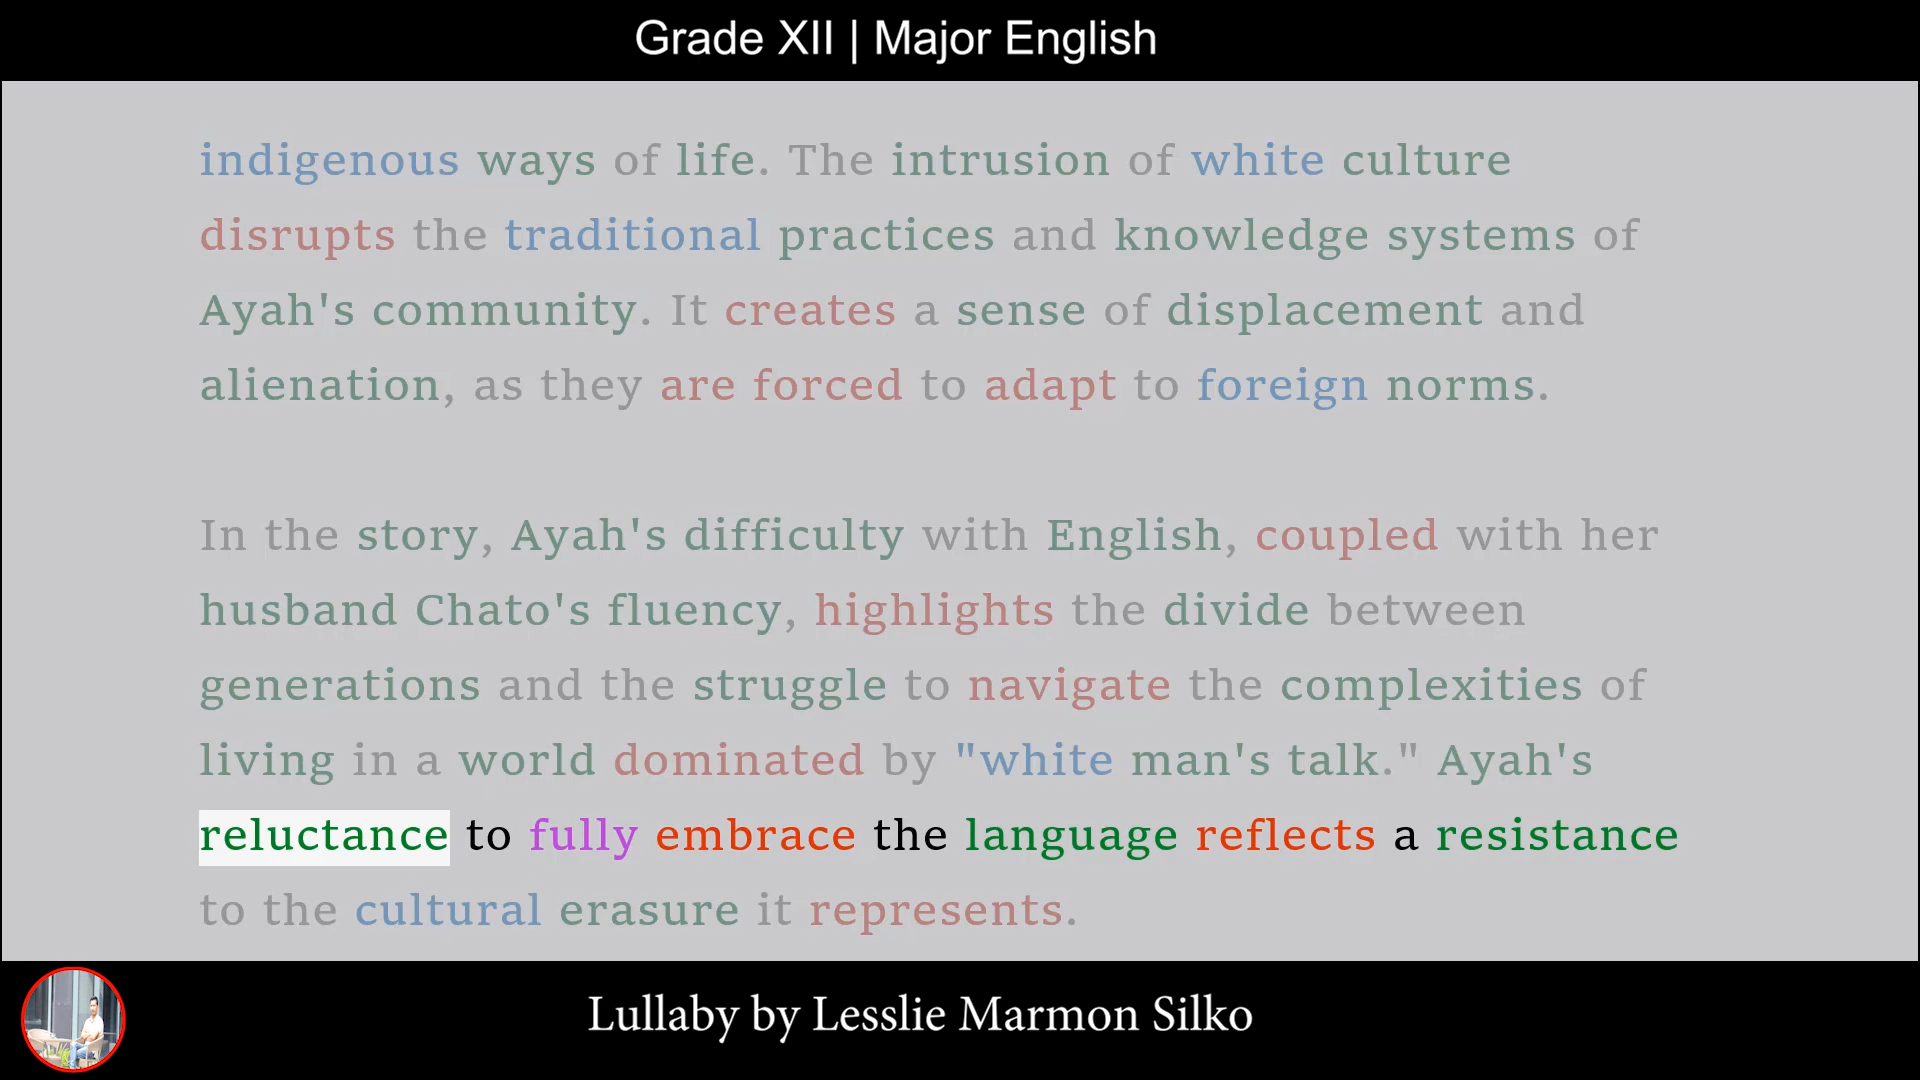 Grade XII | Major English
indigenous ways of life. The intrusion of white culture
disrupts the traditional practices and knowledge systems of
Ayah's community. It creates a sense of displacement and
alienation, as they are forced to adapt to foreign norms.
In the story, Ayah's difficulty with English, coupled with her
husband Chato's fluency, highlights the divide between
generations and the struggle to navigate the complexities of
living in a world dominated by "white man's talk." Ayah's
reluctance to fully embrace the language reflects a resistance
to the cultural erasure it represents.
Lullaby by Lesslie Marmon Silko